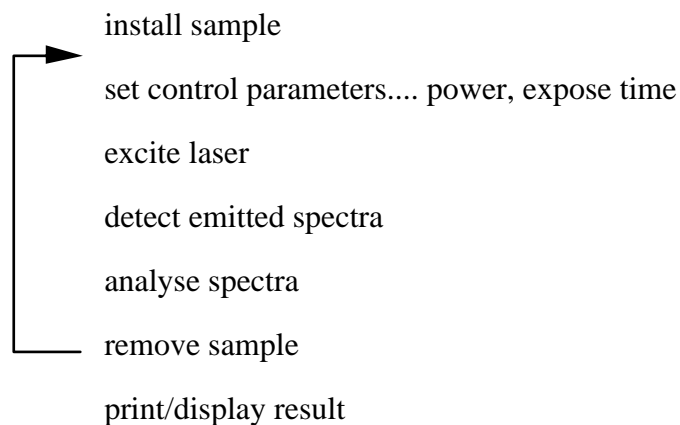 install sample
set control parameters.... power, expose time
excite laser
detect emitted spectra
analyse spectra
remove sample
print/display result